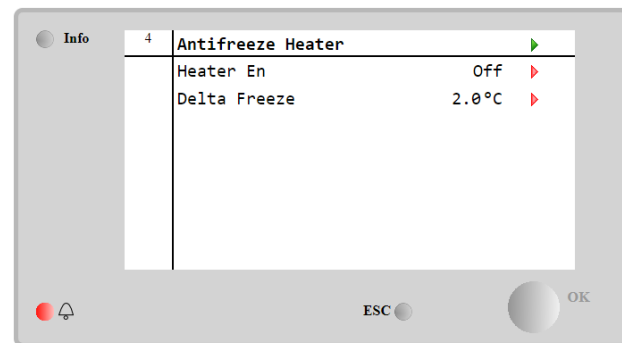 Info
4 Antifreeze Heater
Heater En Off
Delta Freeze 2.0°C
ESC
OK